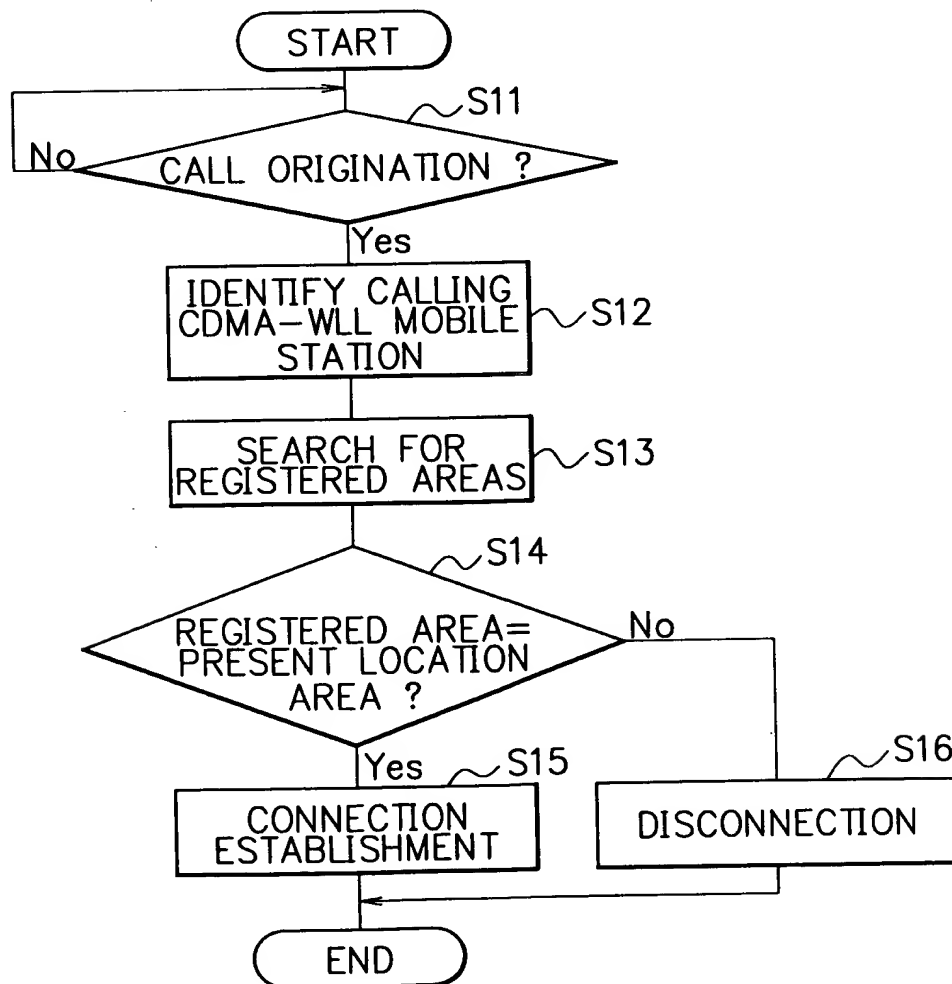 START
S11
No
CALL ORIGINATION ?
Yes
IDENTIFY CALLING
CDMA-WLL MOBILE
STATION
S12
SEARCH FOR
REGISTERED AREAS
S13
S14
REGISTERED AREA=
PRESENT LOCATION
AREA ?
No
Yes
S15
S16
CONNECTION
ESTABLISHMENT
DISCONNECTION
END